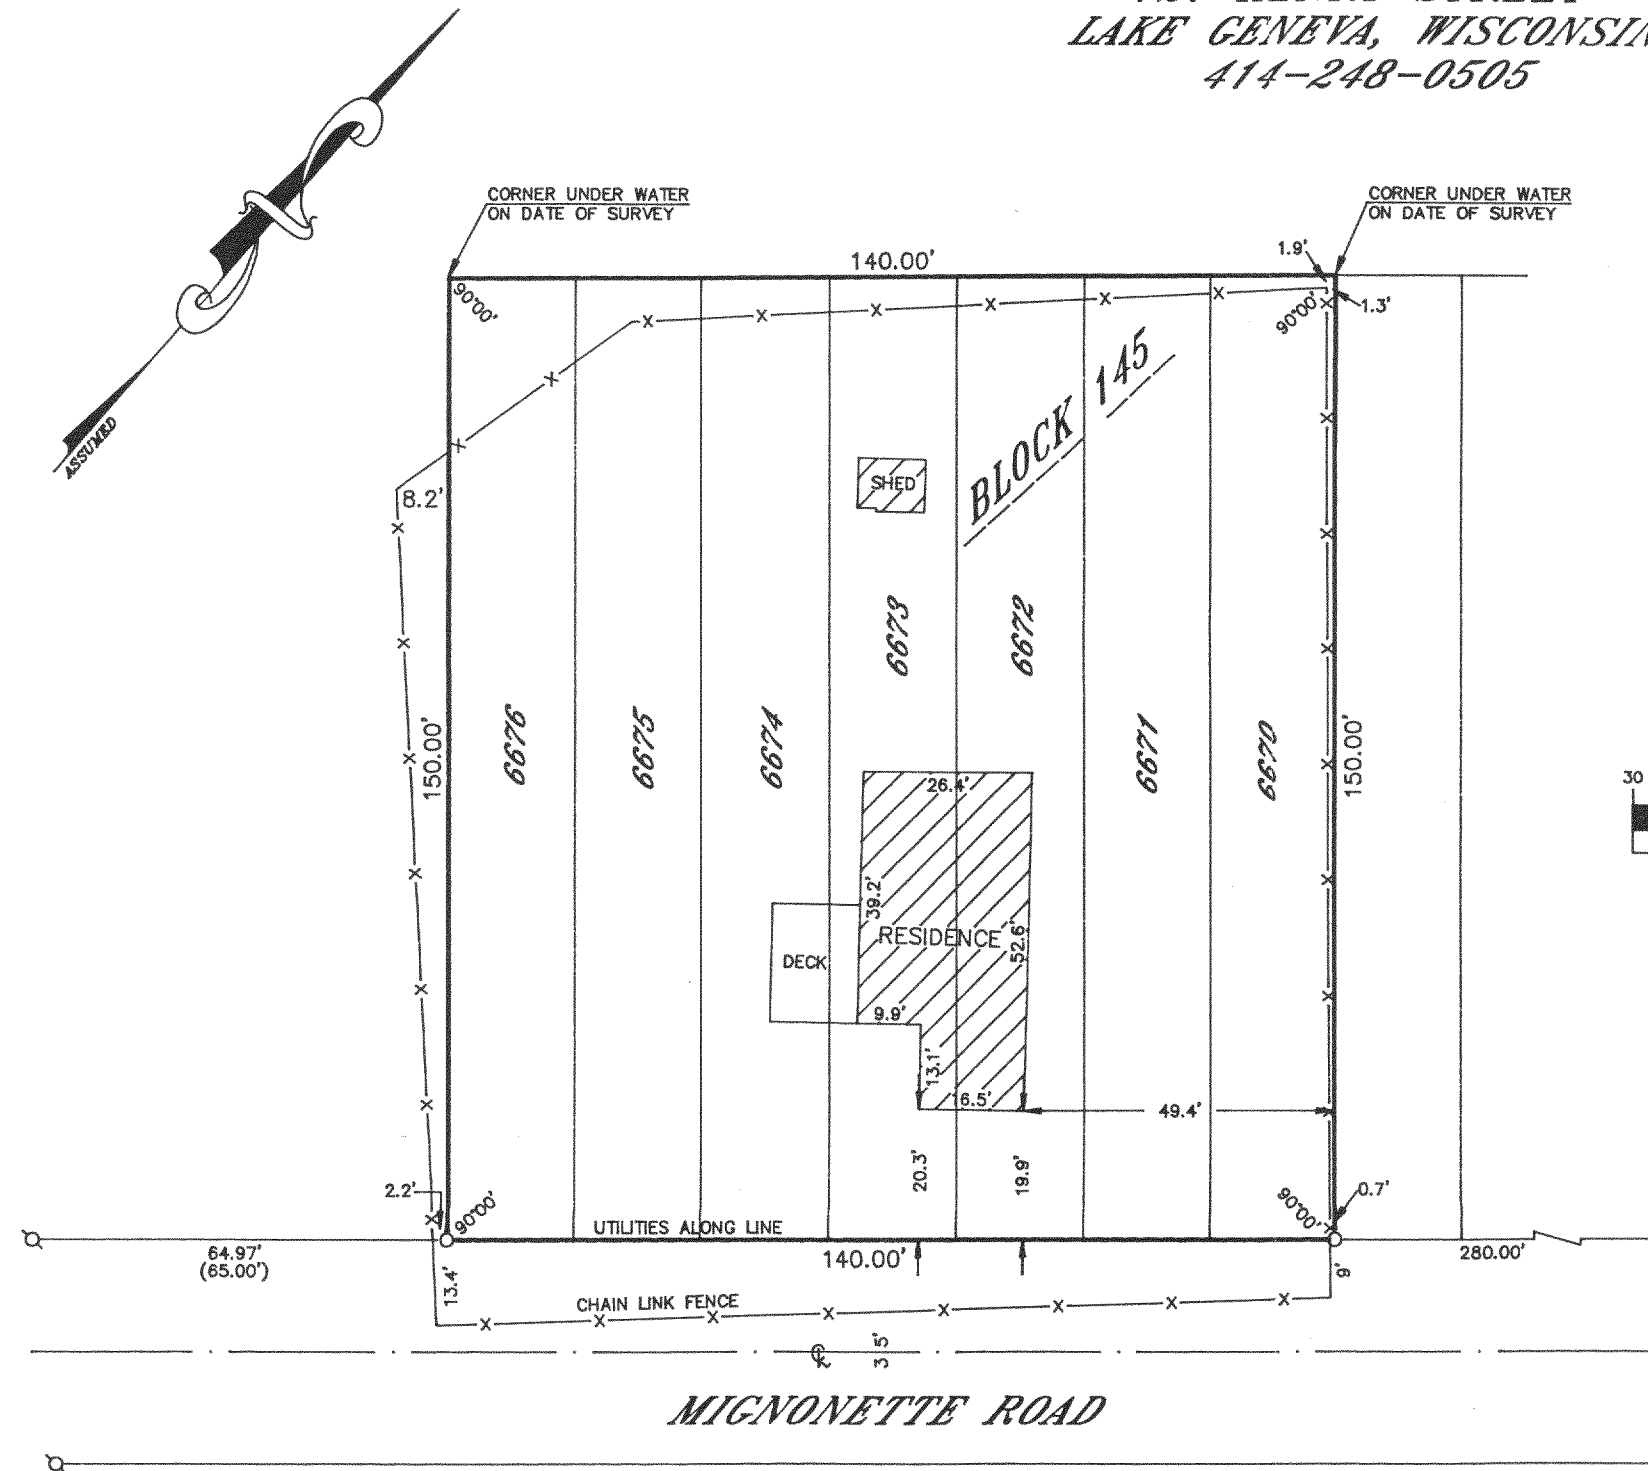 LAKE GENEVA, WISCONSIN
414-248-0505
ASSUMED
CORNER UNDER WATER
ON DATE OF SURVEY
CORNER UNDER WATER
ON DATE OF SURVEY
140.00'
1.9'
1.3'
90°00'
90°00'
BLOCK 145
8.2'
SHED
6673
6672
6676
6675
6674
6671
6670
150.00'
150.00'
30
26.4'
39.2'
RESIDENCE
52.6'
DECK
9.9'
13.1'
16.5'
49.4'
20.3'
19.9'
2.2'
90°00'
90°00'
0.7'
UTILITIES ALONG LINE
64.97'
(65.00')
140.00'
280.00'
13.4'
9'
CHAIN LINK FENCE
MIGNONETTE ROAD